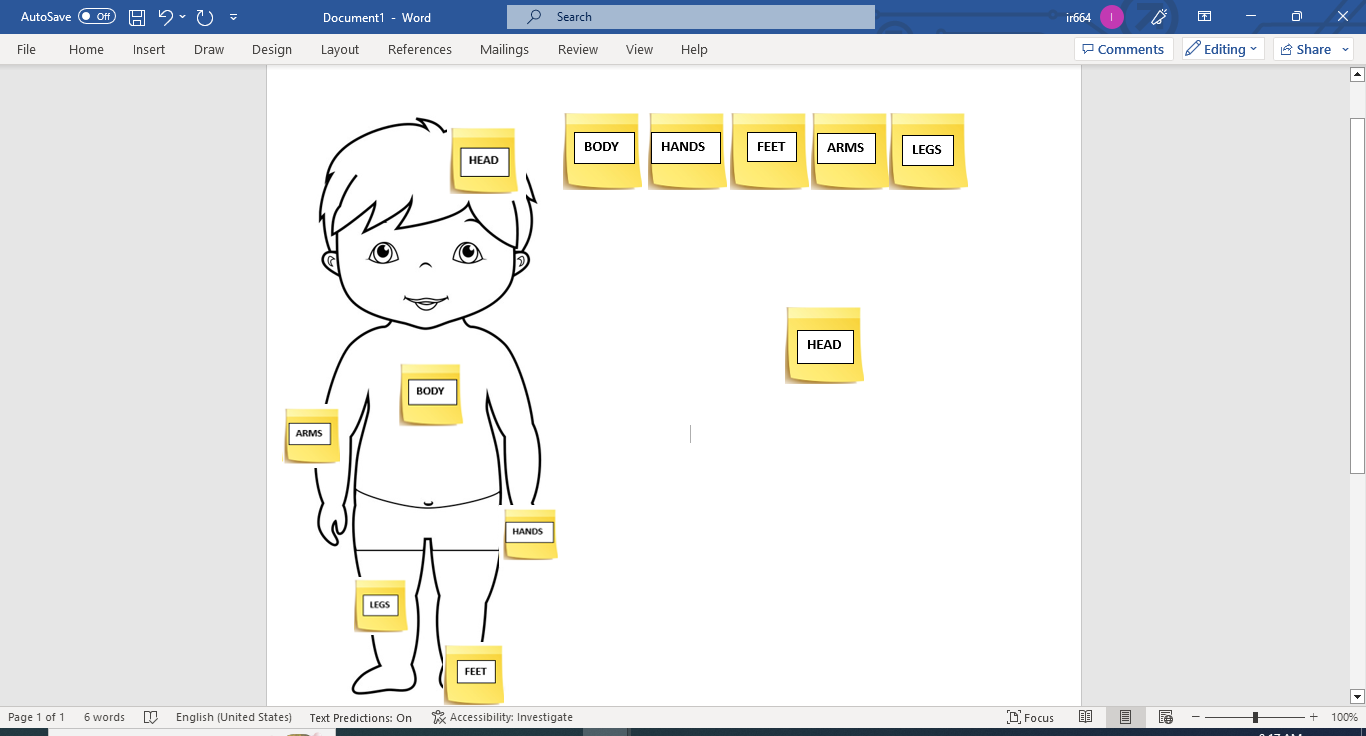 AutoSave Off
Document1 - Word
Search
ir664
I
File Home Insert Draw Design Layout References Mailings Review View Help
Comments Editing Share
HEAD
BODY HANDS FEET ARMS LEGS
HEAD
BODY
ARMS
HANDS
LEGS
FEET
Page 1 of 1 6 words English (United States) Text Predictions: On Accessibility: Investigate Focus 100%